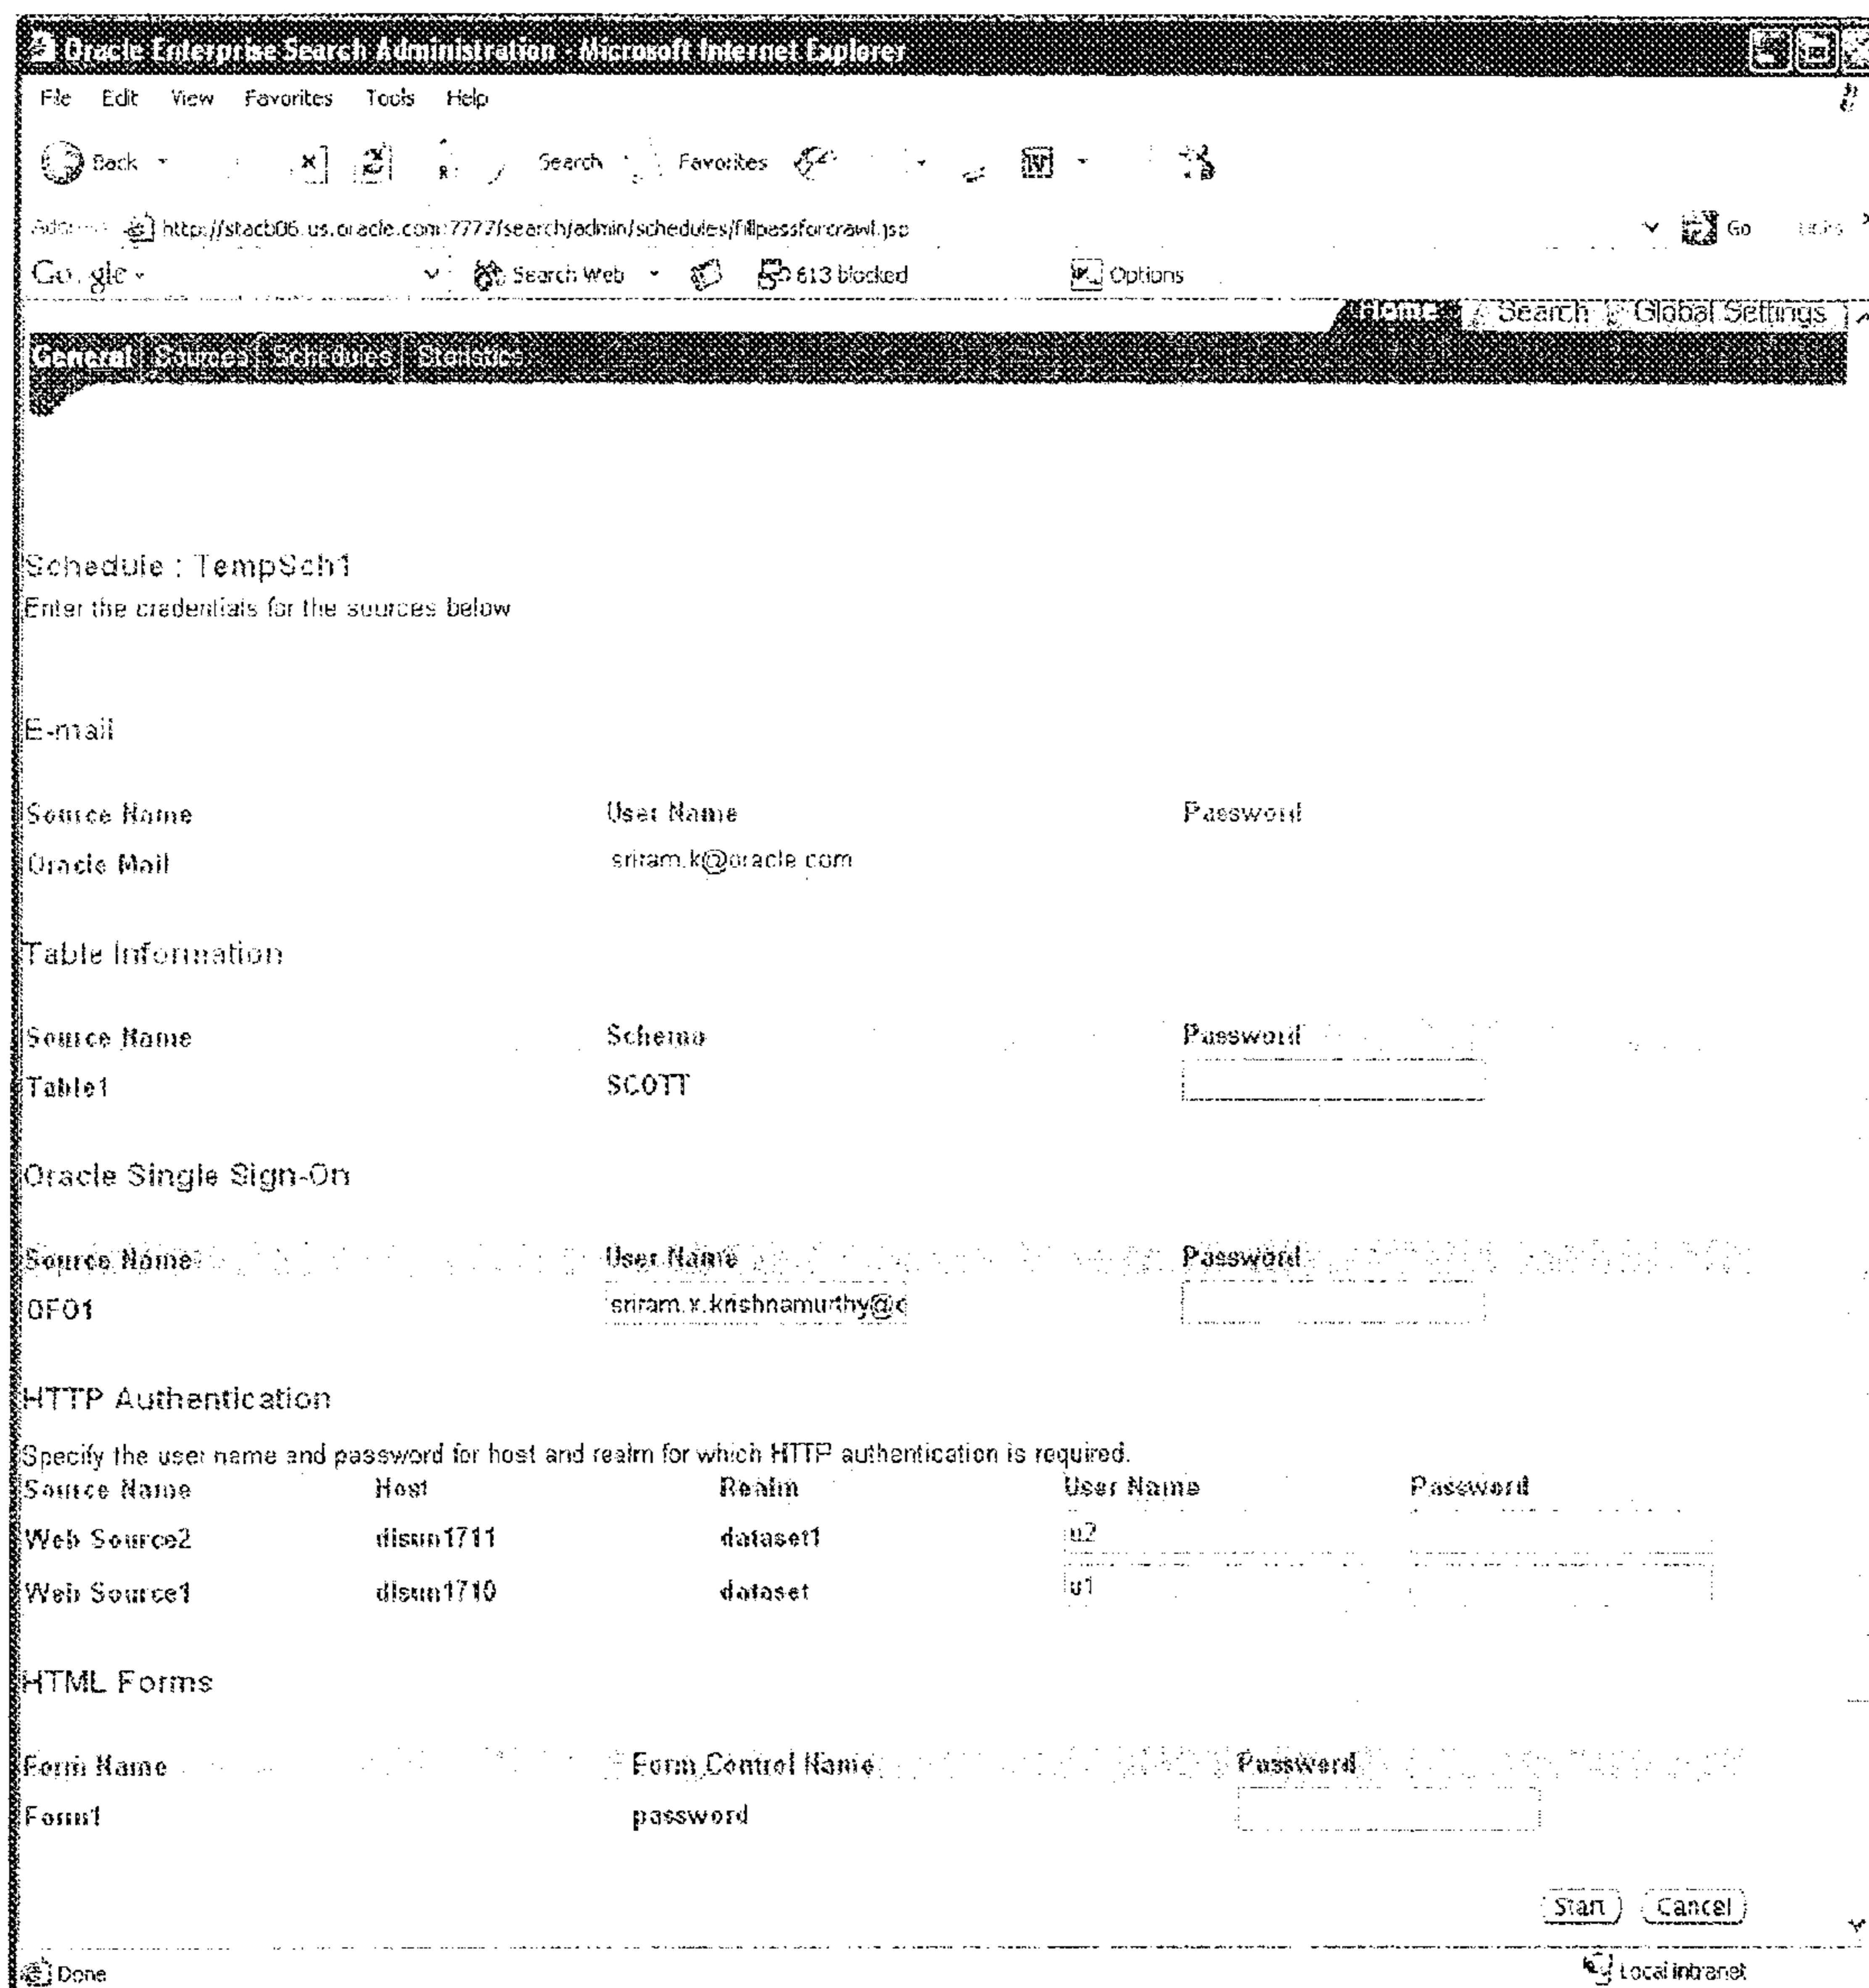 Oracle Enterprise Search Administration - Microsoft Internet Explorer
File Edit View Favorites Tools Help
Back Search Favorites
Address http://stacb06.us.oracle.com:7777/search/admin/schedules/fillpassforcrawl.jsp Go Links
Google Search Web 613 blocked Options
Home Search Global Settings
General Sources Schedules Statistics
Schedule : TempSch1
Enter the credentials for the sources below
E-mail
Source Name User Name Password
Oracle Mail sriram.k@oracle.com
Table Information
Source Name Schema Password
Table1 SCOTT
Oracle Single Sign-On
Source Name User Name Password
OFO1 sriram.x.krishnamurthy@o
HTTP Authentication
Specify the user name and password for host and realm for which HTTP authentication is required.
Source Name Host Realm User Name Password
Web Source2 dlsun1711 dataset1 u2
Web Source1 dlsun1710 dataset u1
HTML Forms
Form Name Form Control Name Password
Form1 password
Start Cancel
Done Local intranet